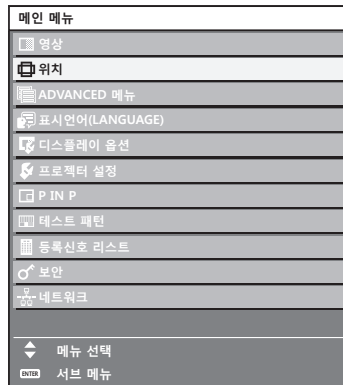 메인 메뉴
영상
위치
ADVANCED 메뉴
표시언어(LANGUAGE)
디스플레이 옵션
프로젝터 설정
P IN P
테스트 패턴
등록신호 리스트
보안
네트워크
메뉴 선택
ENTER 서브 메뉴